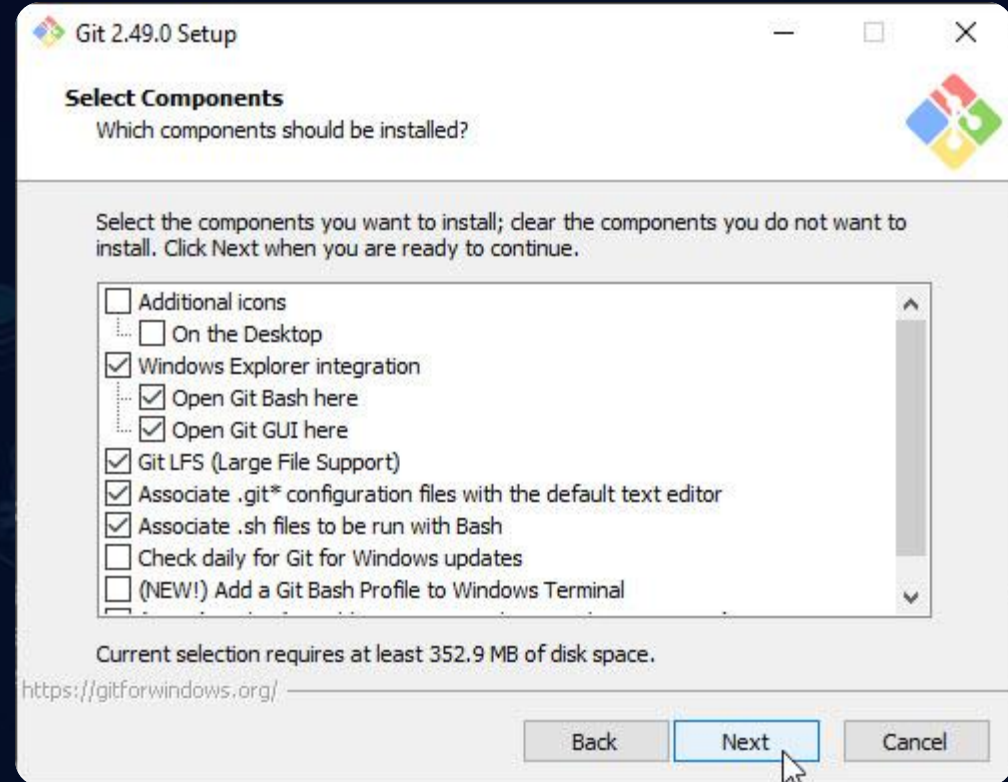 Git 2.49.0 Setup
Select Components
Which components should be installed?
Select the components you want to install; clear the components you do not want to
install. Click Next when you are ready to continue.
Additional icons
On the Desktop
Windows Explorer integration
Open Git Bash here
Open Git GUI here
Git LFS (Large File Support)
Associate .git* configuration files with the default text editor
Associate .sh files to be run with Bash
Check daily for Git for Windows updates
(NEW!) Add a Git Bash Profile to Windows Terminal
Current selection requires at least 352.9 MB of disk space.
https://gitforwindows.org/
Back Next Cancel